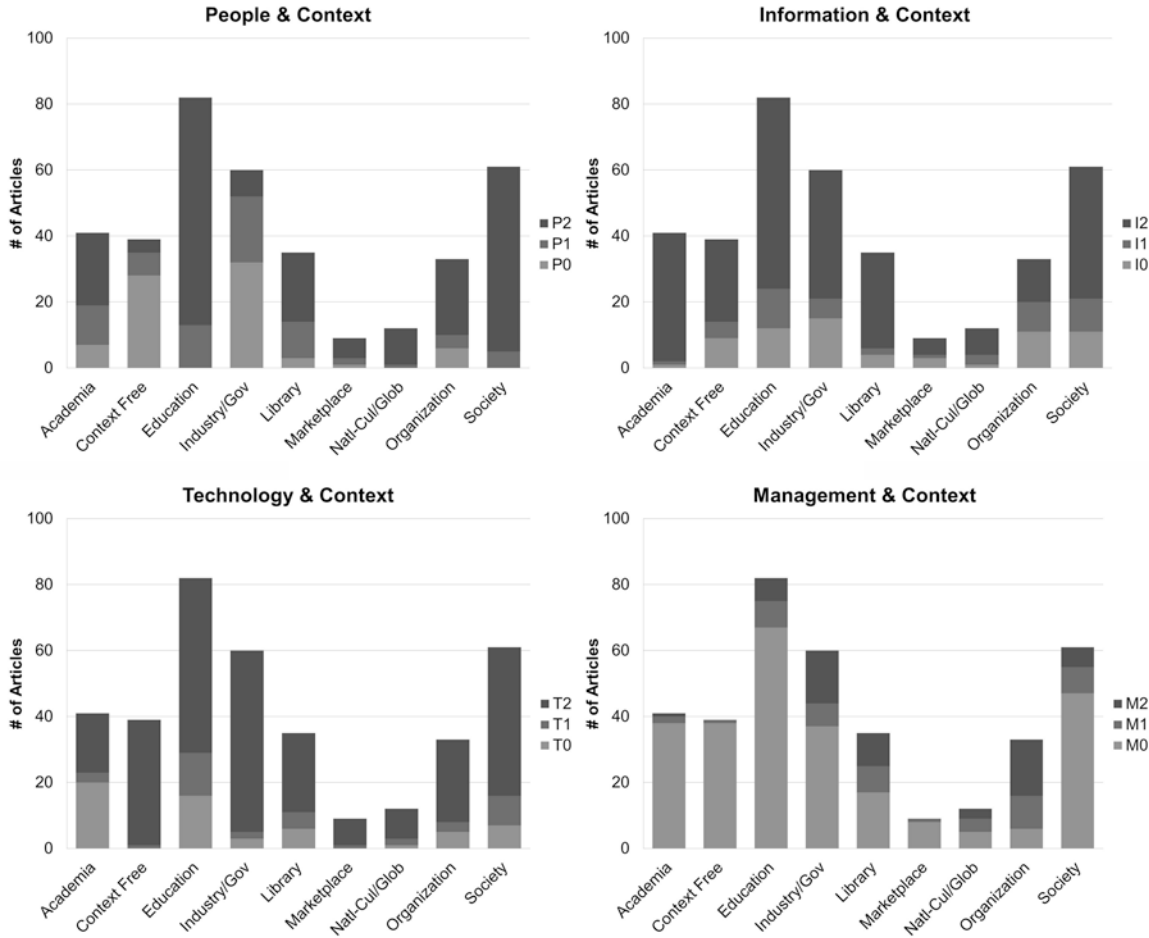 People & Context
100
80
60
40
20
0
# of Articles
P2
P1
P0
Academia
Context Free
Education
Industry/Gov
Library
Marketplace
Natl-Cul/Glob
Organization
Society
Information & Context
100
80
60
40
20
0
# of Articles
I2
I1
I0
Academia
Context Free
Education
Industry/Gov
Library
Marketplace
Natl-Cul/Glob
Organization
Society
Technology & Context
100
80
60
40
20
0
# of Articles
T2
T1
T0
Academia
Context Free
Education
Industry/Gov
Library
Marketplace
Natl-Cul/Glob
Organization
Society
Management & Context
100
80
60
40
20
0
# of Articles
M2
M1
M0
Academia
Context Free
Education
Industry/Gov
Library
Marketplace
Natl-Cul/Glob
Organization
Society